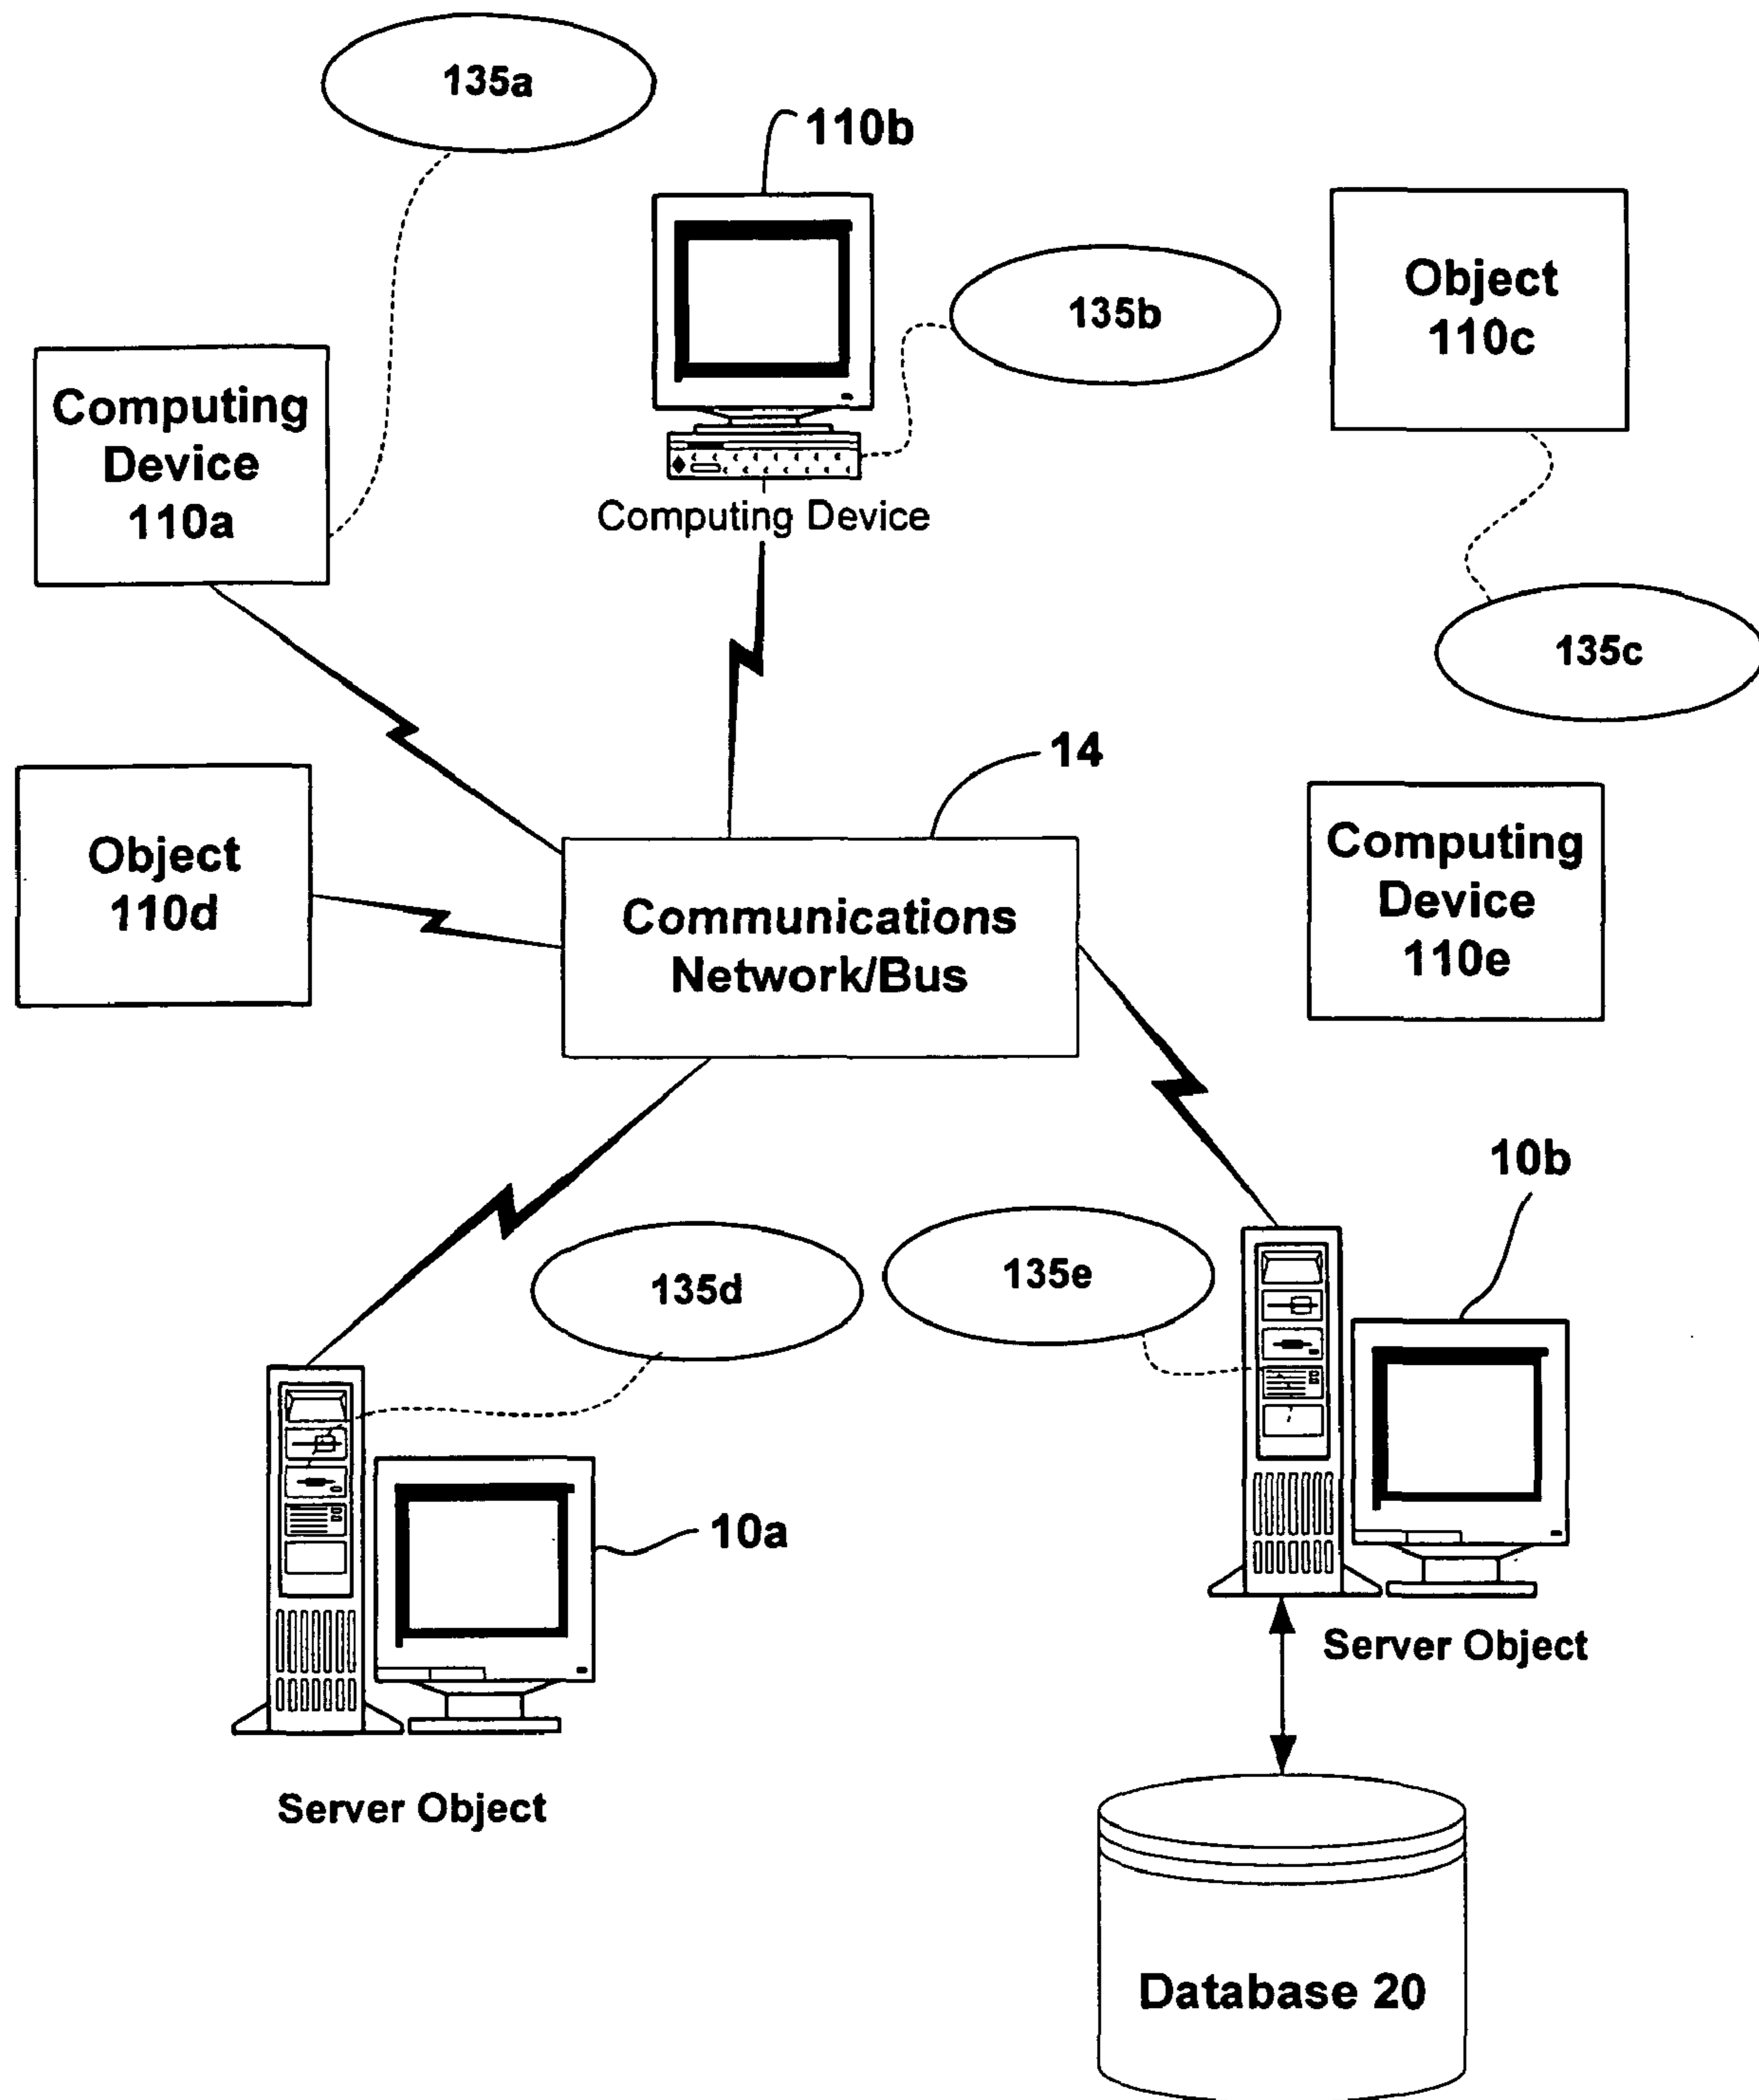 135a
110b
135b
Object
110c
Computing
Device
110a
Computing Device
135c
14
Object
110d
Communications
Network/Bus
Computing
Device
110e
10b
135d
135e
10a
Server Object
Server Object
Database 20